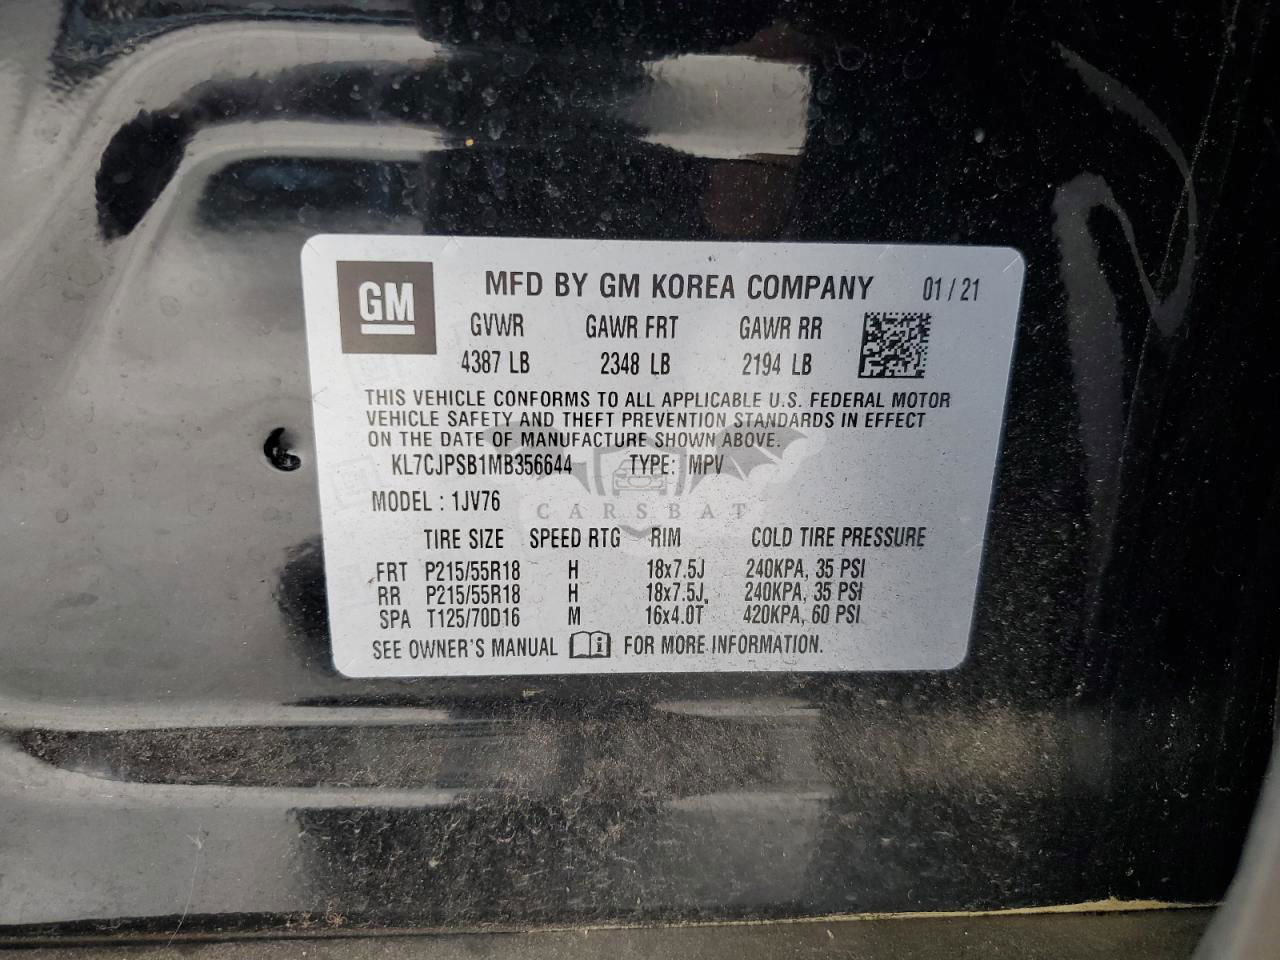 GM
MFD BY GM KOREA COMPANY 01/21
GVWR GAWR FRT GAWR RR
4387 LB 2348 LB 2194 LB
THIS VEHICLE CONFORMS TO ALL APPLICABLE U.S. FEDERAL MOTOR
VEHICLE SAFETY AND THEFT PREVENTION STANDARDS IN EFFECT
ON THE DATE OF MANUFACTURE SHOWN ABOVE.
KL7CJPSB1MB356644 TYPE: MPV
MODEL : 1JV76
CARSBAT
TIRE SIZE SPEED RTG RIM COLD TIRE PRESSURE
FRT P215/55R18 H 18x7.5J 240KPA, 35 PSI
RR P215/55R18 H 18x7.5J 240KPA, 35 PSI
SPA T125/70D16 M 16x4.0T 420KPA, 60 PSI
SEE OWNER'S MANUAL i FOR MORE INFORMATION.